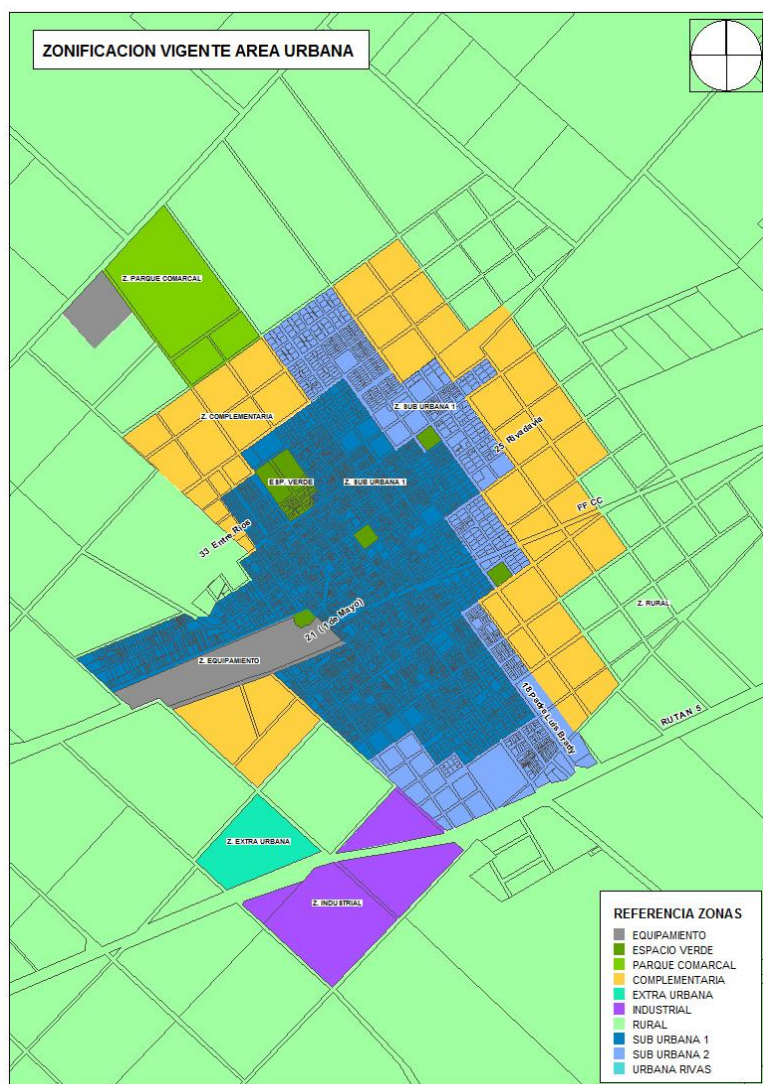 ZONIFICACION VIGENTE AREA URBANA
Z. PARQUE COMARCAL
Z. COMPLEMENTARIA
Z. SUB URBANA 1
25 Rivadavia
ESP. VERDE
Z. SUB URBANA 1
FF CC
33 Entre Rios
Z. RURAL
21 (1 de Mayo)
Z. EQUIPAMIENTO
18 Padre Luis Brady
RUTA N 5
Z. EXTRA URBANA
Z. INDUSTRIAL
REFERENCIA ZONAS
EQUIPAMIENTO
ESPACIO VERDE
PARQUE COMARCAL
COMPLEMENTARIA
EXTRA URBANA
INDUSTRIAL
RURAL
SUB URBANA 1
SUB URBANA 2
URBANA RIVAS